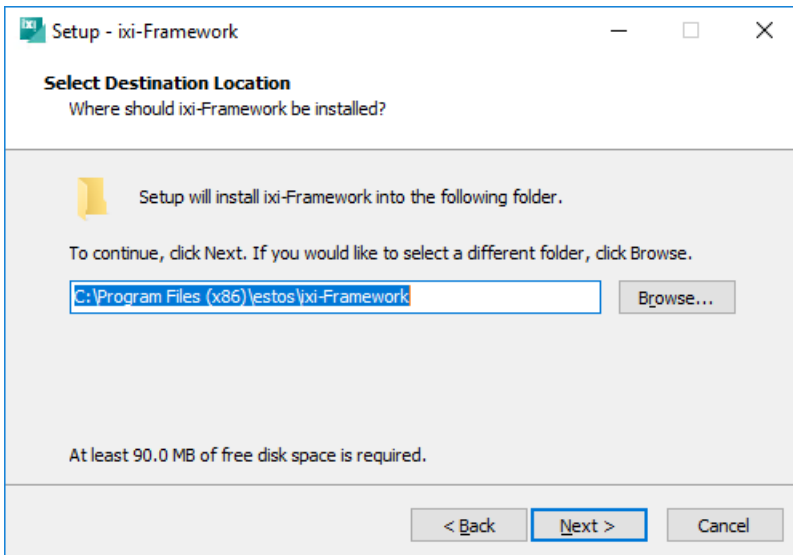 ixi
Setup - ixi-Framework
Select Destination Location
Where should ixi-Framework be installed?
Setup will install ixi-Framework into the following folder.
To continue, click Next. If you would like to select a different folder, click Browse.
C:\Program Files (x86)\estos\ixi-Framework
Browse...
At least 90.0 MB of free disk space is required.
< Back
Next >
Cancel